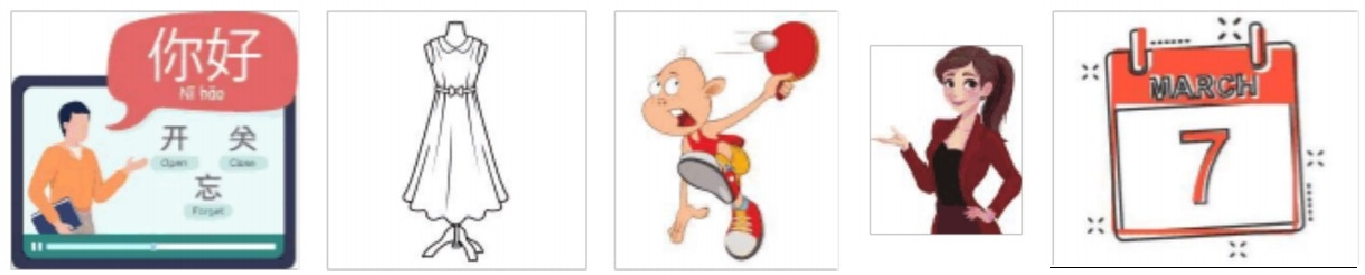 你好
Nǐ hǎo
开 关
Open Close
忘
Forget
MARCH
7